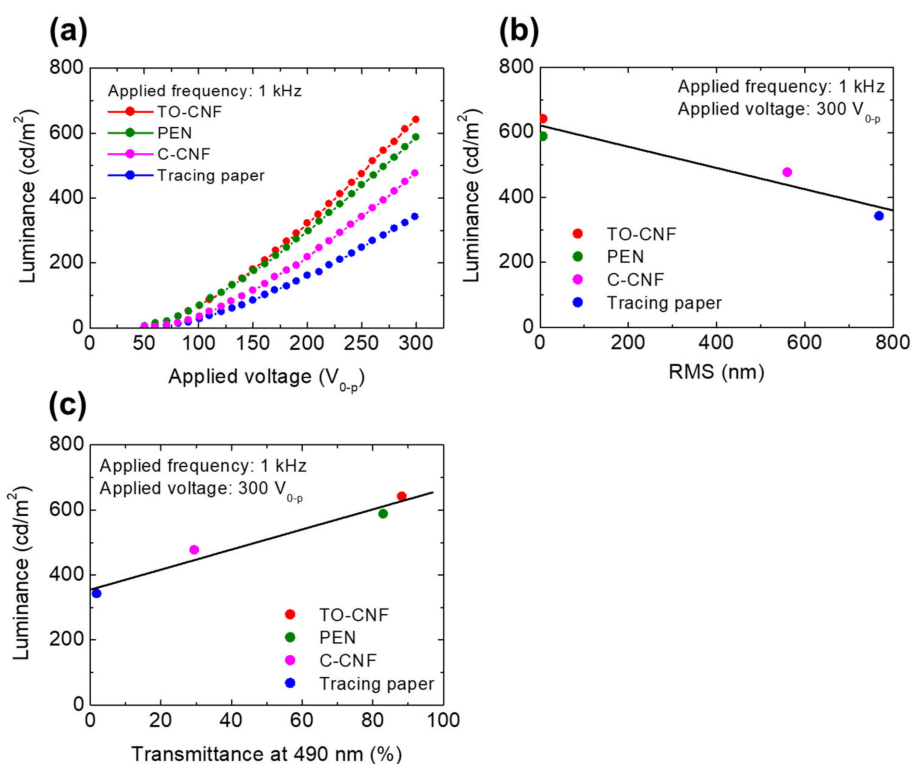 (a)
800
600
400
200
0
Luminance (cd/m²)
Applied frequency: 1 kHz
TO-CNF
PEN
C-CNF
Tracing paper
0 50 100 150 200 250 300
Applied voltage (V0-p)
(b)
800
600
400
200
0
Luminance (cd/m²)
Applied frequency: 1 kHz
Applied voltage: 300 V0-p
TO-CNF
PEN
C-CNF
Tracing paper
0 200 400 600 800
RMS (nm)
(c)
800
600
400
200
0
Luminance (cd/m²)
Applied frequency: 1 kHz
Applied voltage: 300 V0-p
TO-CNF
PEN
C-CNF
Tracing paper
0 20 40 60 80 100
Transmittance at 490 nm (%)